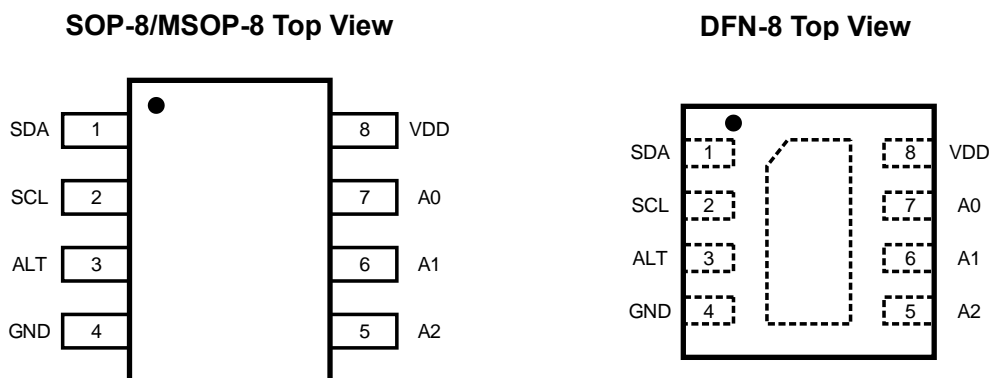 SOP-8/MSOP-8 Top View
SDA 1 8 VDD
SCL 2 7 A0
ALT 3 6 A1
GND 4 5 A2
DFN-8 Top View
SDA 1 8 VDD
SCL 2 7 A0
ALT 3 6 A1
GND 4 5 A2